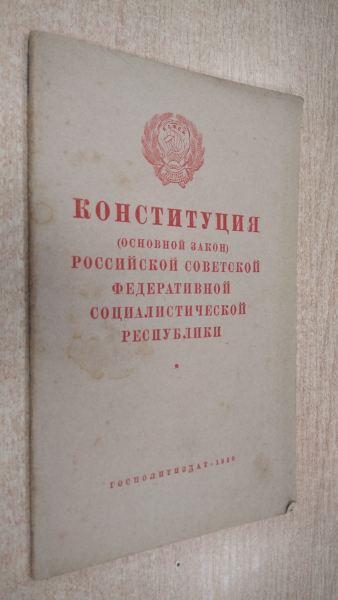 КОНСТИТУЦИЯ
(ОСНОВНОЙ ЗАКОН)
РОССИЙСКОЙ СОВЕТСКОЙ
ФЕДЕРАТИВНОЙ
СОЦИАЛИСТИЧЕСКОЙ
РЕСПУБЛИКИ
ГОСПОЛИТИЗДАТ